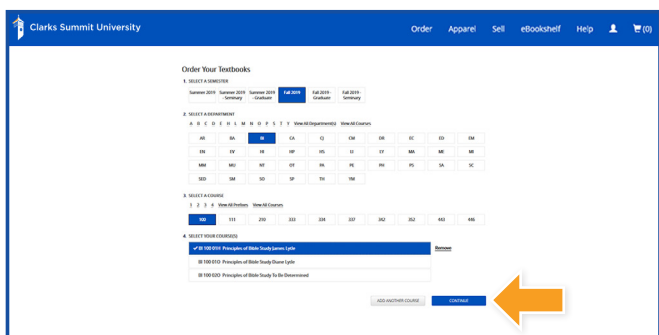 Clarks Summit University
Order Apparel Sell eBookshelf Help (0)
Order Your Textbooks
1. SELECT A SEMESTER
Summer 2019 Summer 2019 - Seminary Summer 2019 - Graduate Fall 2019 Fall 2019 - Graduate Fall 2019 - Seminary
2. SELECT A DEPARTMENT
A B C D E H L M N O P S T Y View All Department(s) View All Courses
AR BA BI CA CJ CM DR EC ED EM
EN EV HI HP HS LI LY MA ME MI
MM MU NT OT PA PE PH PS SA SC
SED SM SO SP TH TM
3. SELECT A COURSE
1 2 3 4 View All Prefixes View All Courses
100 111 210 333 334 337 342 352 443 446
4. SELECT YOUR COURSE(S)
BI 100 01H Principles of Bible Study James Lytle Remove
BI 100 01O Principles of Bible Study Diane Lytle
BI 100 02O Principles of Bible Study To Be Determined
ADD ANOTHER COURSE CONTINUE